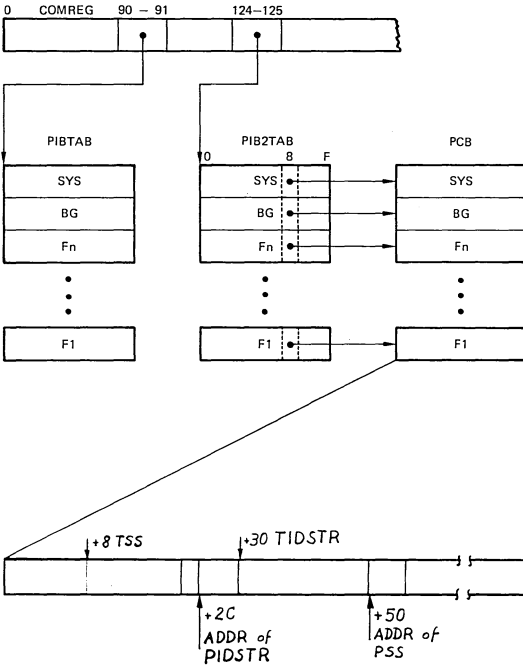 0 COMREG 90 – 91 124–125
PIBTAB PIB2TAB PCB
0 8 F
SYS SYS SYS
BG BG BG
Fn Fn Fn
F1 F1 F1
+8 TSS +30 TIDSTR
+2C +50
ADDR of ADDR of
PIDSTR PSS